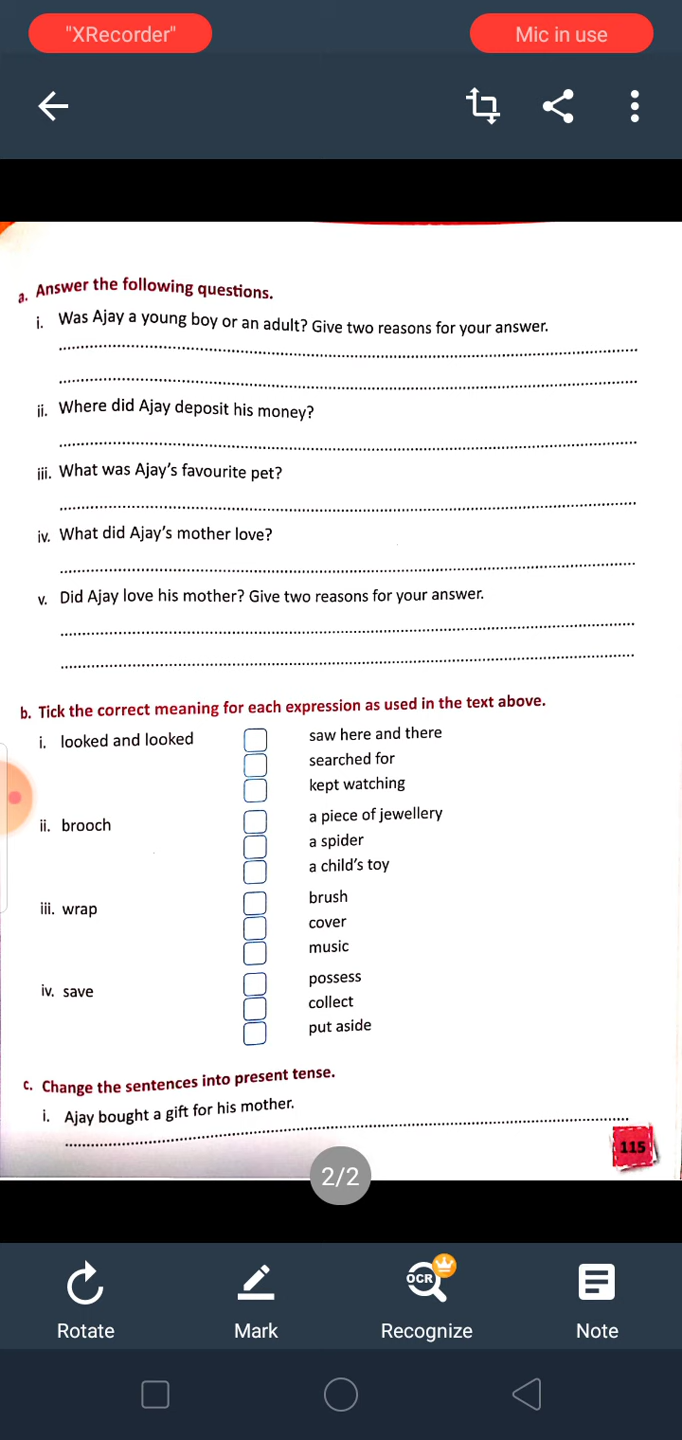 "XRecorder"
Mic in use
a. Answer the following questions.
i. Was Ajay a young boy or an adult? Give two reasons for your answer.
ii. Where did Ajay deposit his money?
iii. What was Ajay's favourite pet?
iv. What did Ajay's mother love?
v. Did Ajay love his mother? Give two reasons for your answer.
b. Tick the correct meaning for each expression as used in the text above.
i. looked and looked
saw here and there
searched for
kept watching
ii. brooch
a piece of jewellery
a spider
a child's toy
iii. wrap
brush
cover
music
iv. save
possess
collect
put aside
c. Change the sentences into present tense.
i. Ajay bought a gift for his mother.
115
2/2
OCR
Rotate
Mark
Recognize
Note